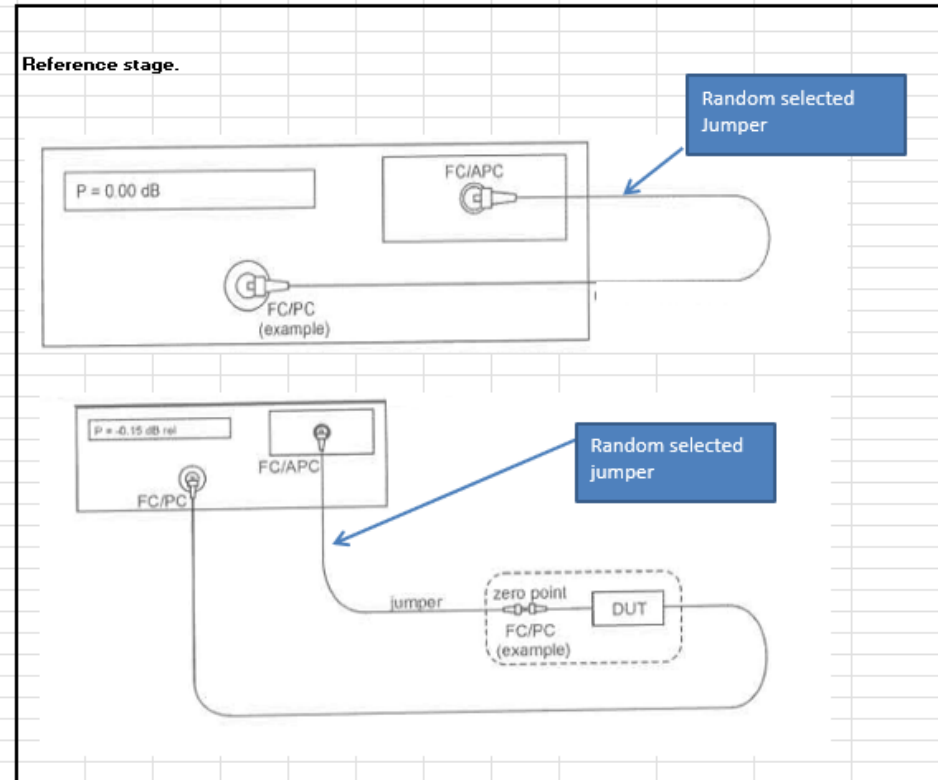 Reference stage.
Random selected
Jumper
FC/APC
P = 0.00 dB
FC/PC
(example)
P = -0.15 dB rel
FC/APC
FC/PC
Random selected
jumper
jumper
zero point
DUT
FC/PC
(example)